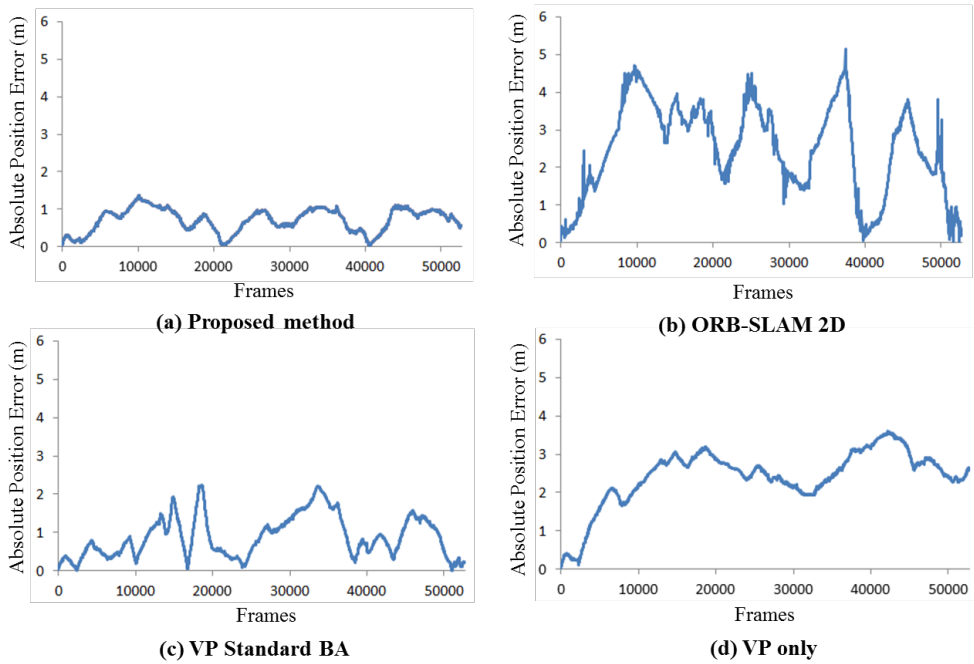 Absolute Position Error (m)
6
5
4
3
2
1
0
0 10000 20000 30000 40000 50000
Frames
(a) Proposed method
Absolute Position Error (m)
6
5
4
3
2
1
0
0 10000 20000 30000 40000 50000
Frames
(b) ORB-SLAM 2D
Absolute Position Error (m)
6
5
4
3
2
1
0
0 10000 20000 30000 40000 50000
Frames
(c) VP Standard BA
Absolute Position Error (m)
6
5
4
3
2
1
0
0 10000 20000 30000 40000 50000
Frames
(d) VP only